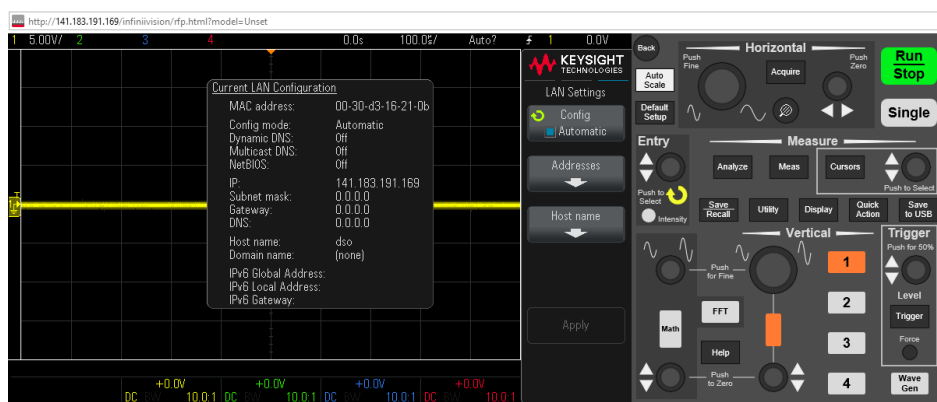 http://141.183.191.169/infiniivision/rfp.html?model=Unset
1 5.00V/ 2 3 4 0.0s 100.0s/ Auto? 1 0.0V
KEYSIGHT
TECHNOLOGIES
LAN Settings
Config
Automatic
Addresses
Host name
Apply
Current LAN Configuration
MAC address: 00-30-d3-16-21-0b
Config mode: Automatic
Dynamic DNS: Off
Multicast DNS: Off
NetBIOS: Off
IP: 141.183.191.169
Subnet mask: 0.0.0.0
Gateway: 0.0.0.0
DNS: 0.0.0.0
Host name: dso
Domain name: (none)
IPv6 Global Address:
IPv6 Local Address:
IPv6 Gateway:
+0.0V +0.0V +0.0V +0.0V
DC BW 10.0:1 DC BW 10.0:1 DC BW 10.0:1 DC BW 10.0:1
Back
Horizontal
Push
Fine
Push
Zero
Run
Stop
Auto
Scale
Acquire
Default
Setup
Single
Entry
Measure
Analyze
Meas
Cursors
Push to Select
Push to
Select
Intensity
Save
Recall
Utility
Display
Quick
Action
Save
to USB
Vertical
Trigger
Push for 50%
Push
for Fine
1
Level
FFT
2
Trigger
Math
3
Force
Help
Push
to Zero
4
Wave
Gen